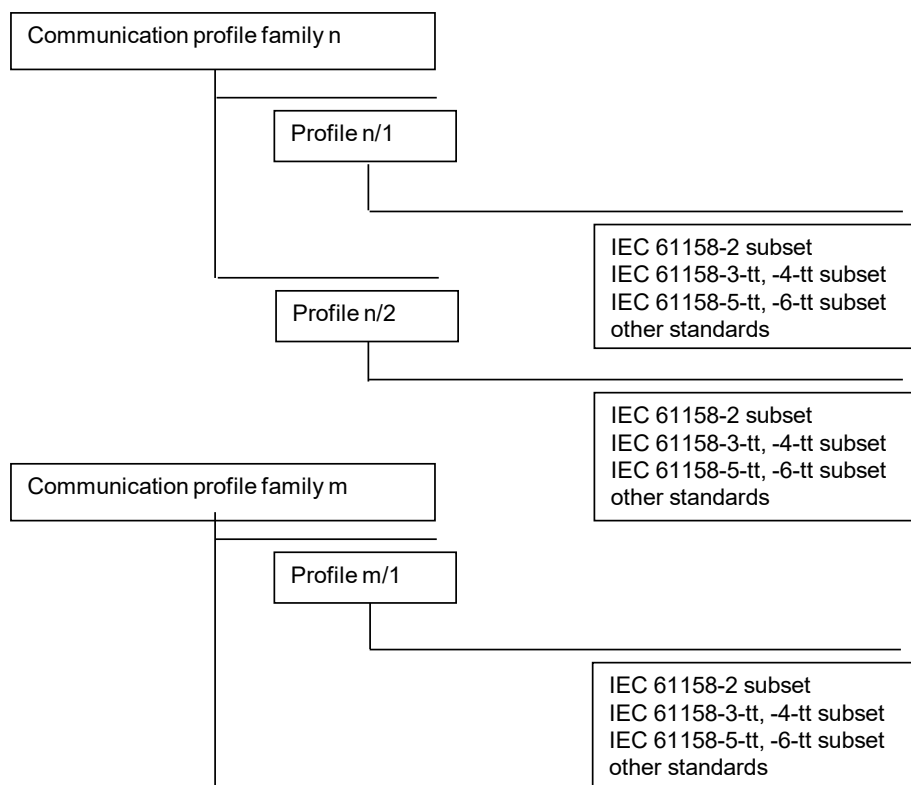 Communication profile family n
Profile n/1
IEC 61158-2 subset
IEC 61158-3-tt, -4-tt subset
IEC 61158-5-tt, -6-tt subset
other standards
Profile n/2
IEC 61158-2 subset
IEC 61158-3-tt, -4-tt subset
IEC 61158-5-tt, -6-tt subset
other standards
Communication profile family m
Profile m/1
IEC 61158-2 subset
IEC 61158-3-tt, -4-tt subset
IEC 61158-5-tt, -6-tt subset
other standards